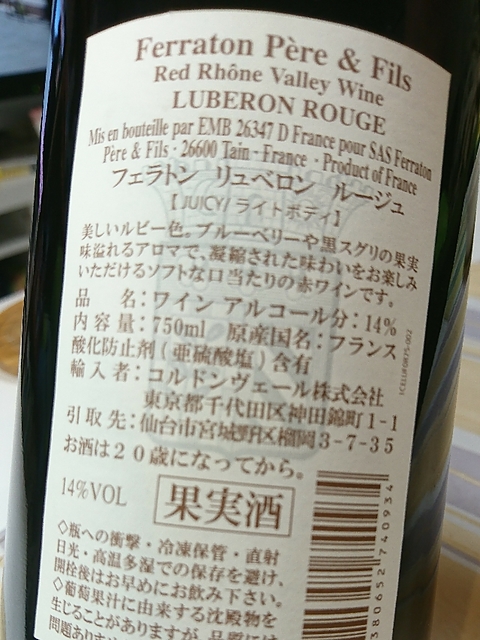 Ferraton Père & Fils
Red Rhône Valley Wine
LUBERON ROUGE
Mis en bouteille par EMB 26347 D France pour SAS Ferraton
Père & Fils · 26600 Tain - France · Product of France
フェラトン リュベロン ルージュ
【JUICY/ライトボディ】
美しいルビー色。ブルーベリーや黒スグリの果実
味溢れるアロマで、凝縮された味わいをお楽しみ
いただけるソフトな口当たりの赤ワインです。
品 名：ワイン アルコール分：14%
内容量：750ml 原産国名：フランス
酸化防止剤(亜硫酸塩)含有
輸入者：コルドンヴェール株式会社
東京都千代田区神田錦町1-1
引取先：仙台市宮城野区榴岡3-7-35
お酒は20歳になってから。
14%VOL
果実酒
◇瓶への衝撃・冷凍保管・直射
日光・高温多湿での保存を避け、
開栓後はお早めにお飲み下さい。
◇葡萄果汁に由来する沈殿物を
生じることがありますが、品質には
問題ありませ
80652740934